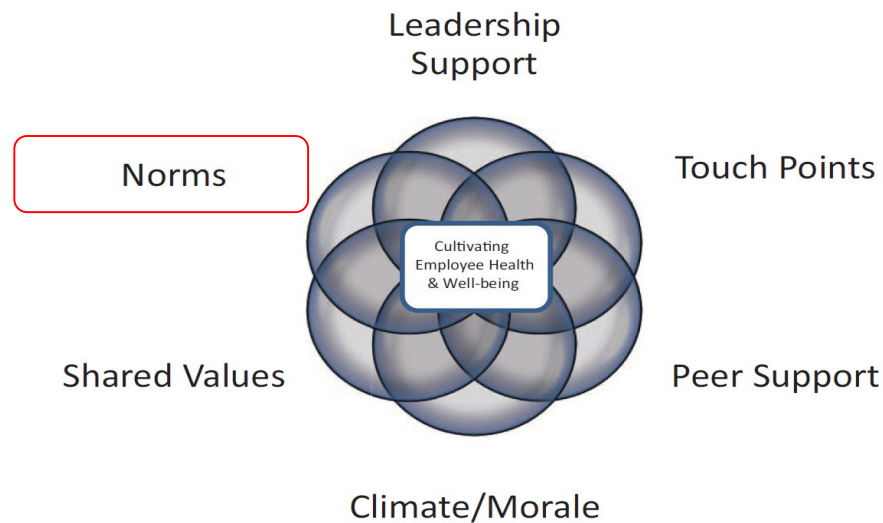 Leadership
Support
Norms
Touch Points
Cultivating
Employee Health
& Well-being
Shared Values
Peer Support
Climate/Morale